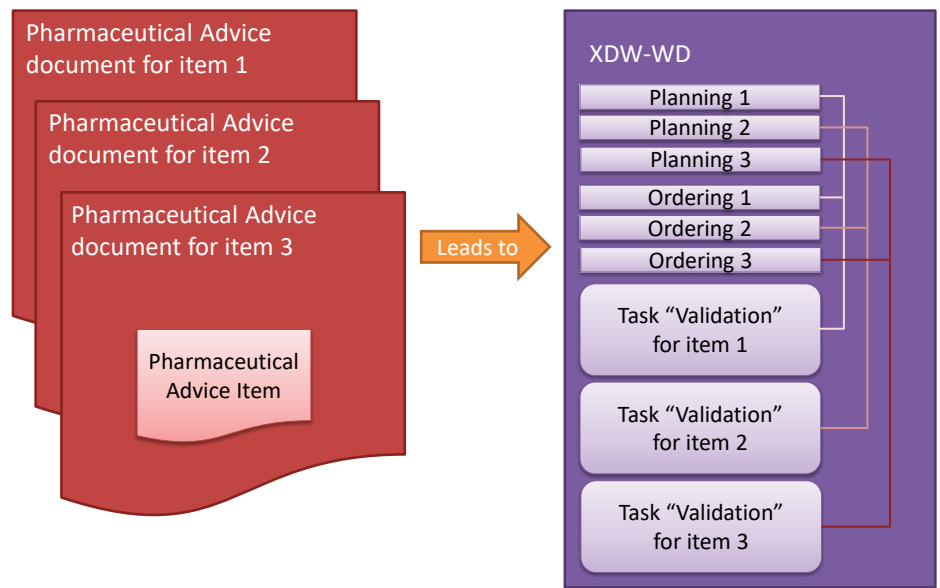 Pharmaceutical Advice
document for item 1
Pharmaceutical Advice
document for item 2
Pharmaceutical Advice
document for item 3
Pharmaceutical
Advice Item
Leads to
XDW-WD
Planning 1
Planning 2
Planning 3
Ordering 1
Ordering 2
Ordering 3
Task “Validation”
for item 1
Task “Validation”
for item 2
Task “Validation”
for item 3